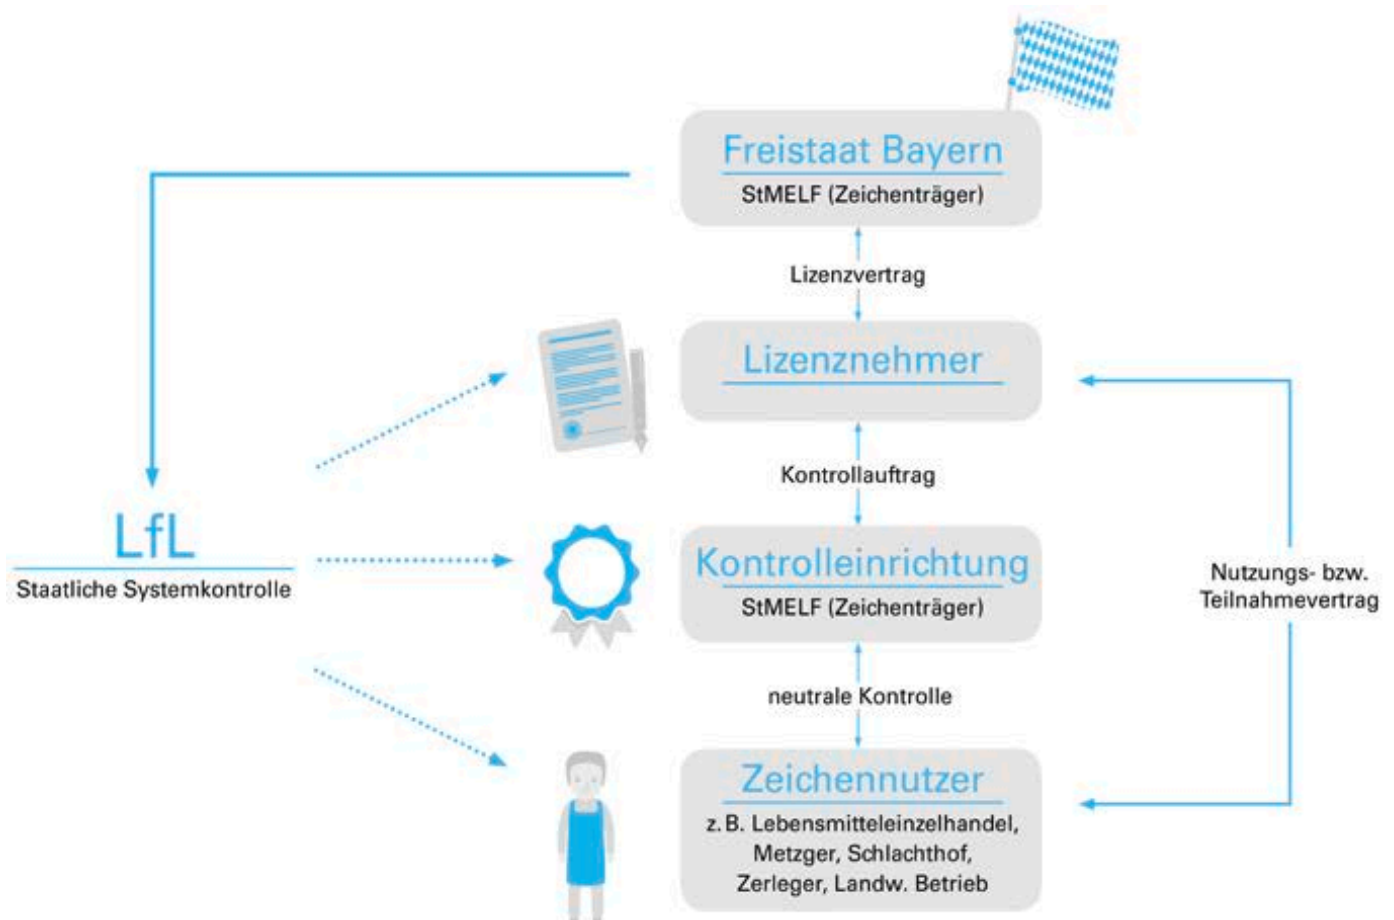 Freistaat Bayern
StMELF (Zeichenträger)
Lizenzvertrag
Lizenznehmer
Kontrollauftrag
LfL
Staatliche Systemkontrolle
Kontrolleinrichtung
StMELF (Zeichenträger)
Nutzungs- bzw.
Teilnahmevertrag
neutrale Kontrolle
Zeichennutzer
z. B. Lebensmitteleinzelhandel,
Metzger, Schlachthof,
Zerleger, Landw. Betrieb